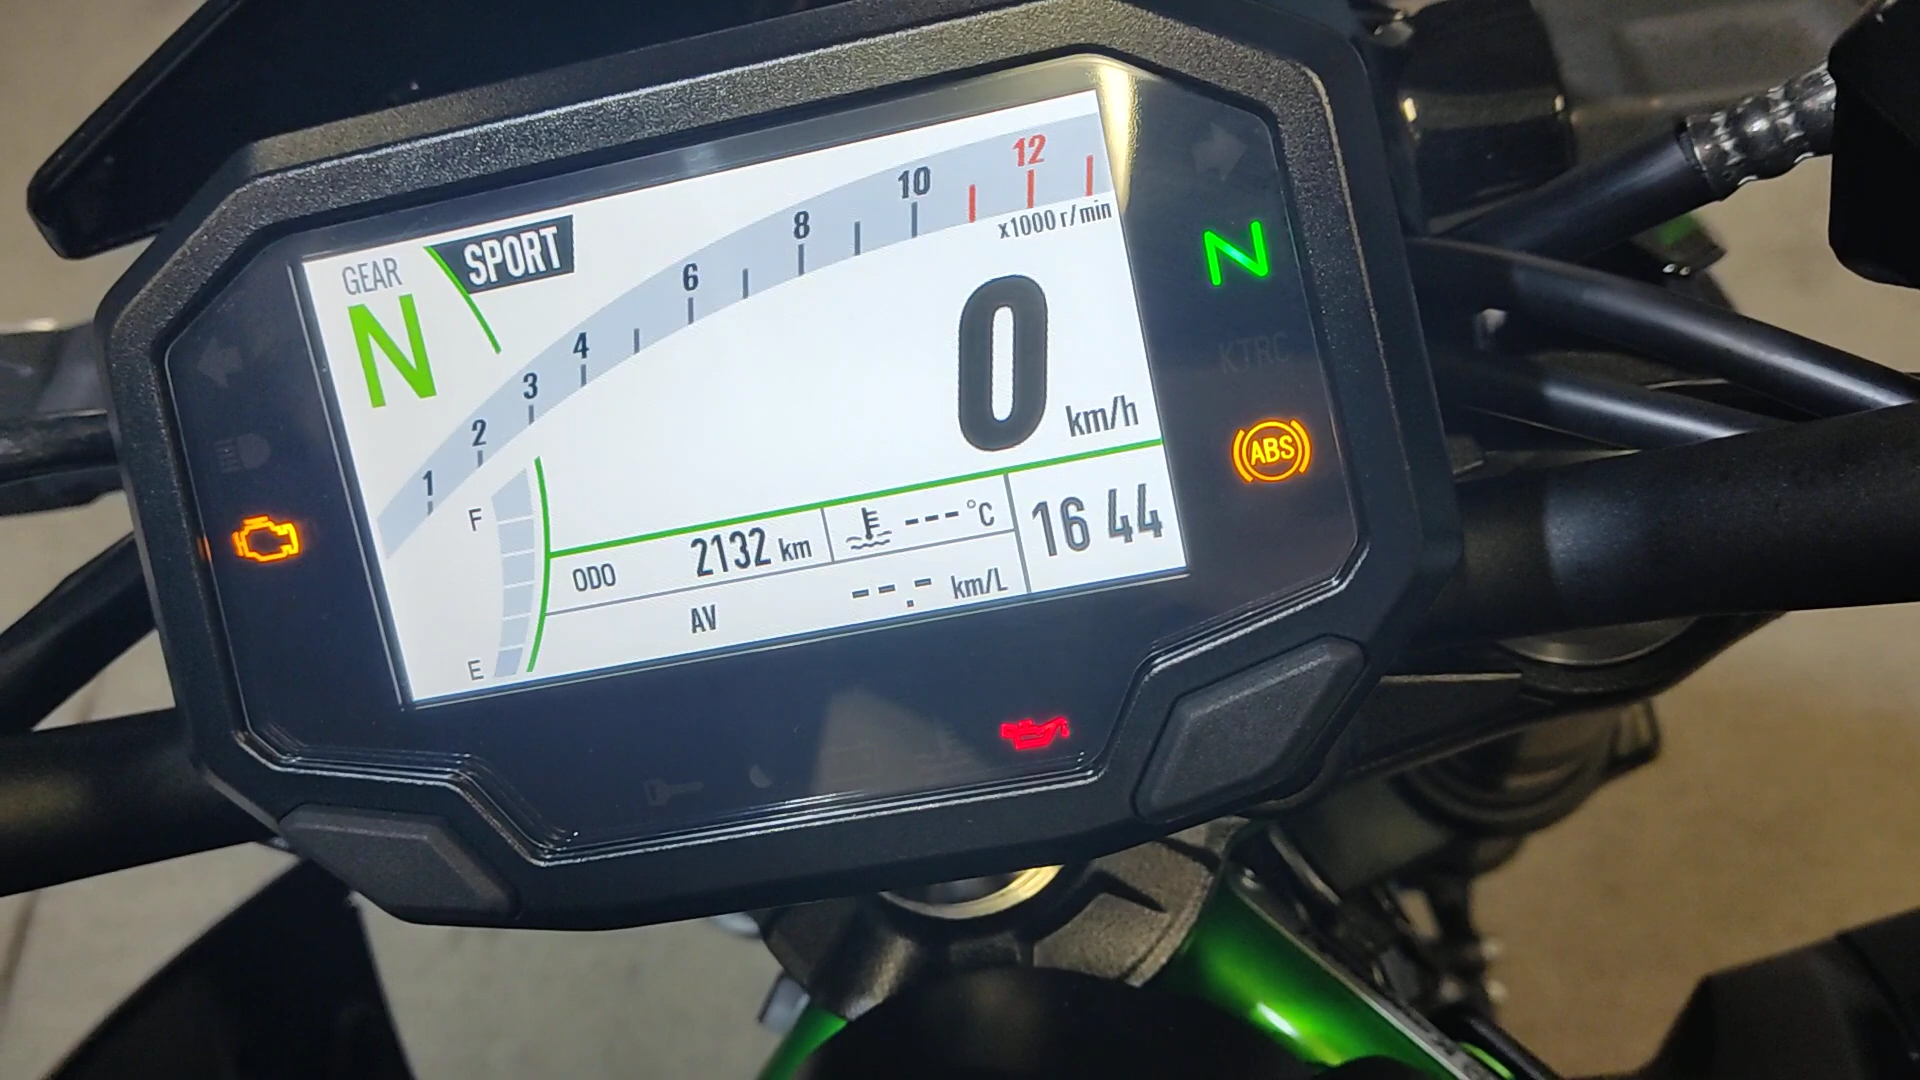 12
10
x1000 r/min
8
SPORT
GEAR
N
6
4
3
2
1
0
km/h
N
KTRC
ABS
F
ODO 2132 km
---°C
16 44
AV --.- km/L
E